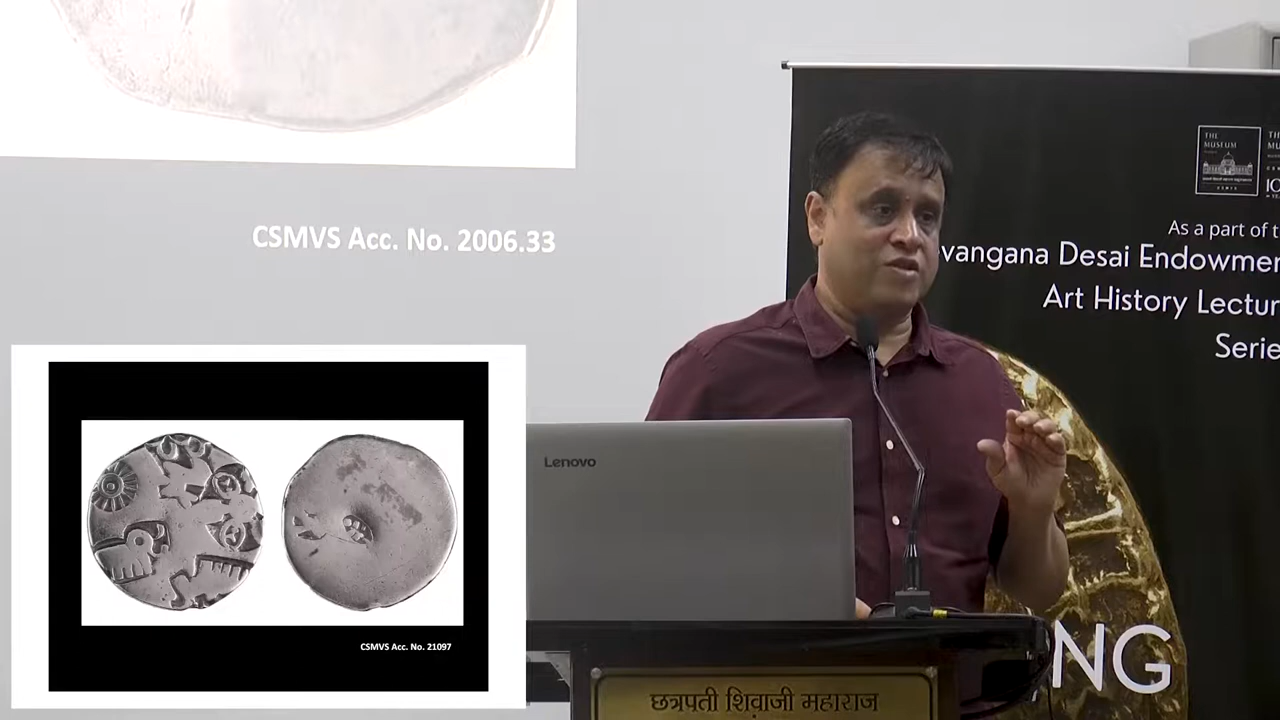 CSMVS Acc. No. 2006.33
CSMVS Acc. No. 21097
Lenovo
THE
MUSEUM
As a part of t
vangana Desai Endowmen
Art History Lectur
Serie
NG
छत्रपती शिवाजी महाराज